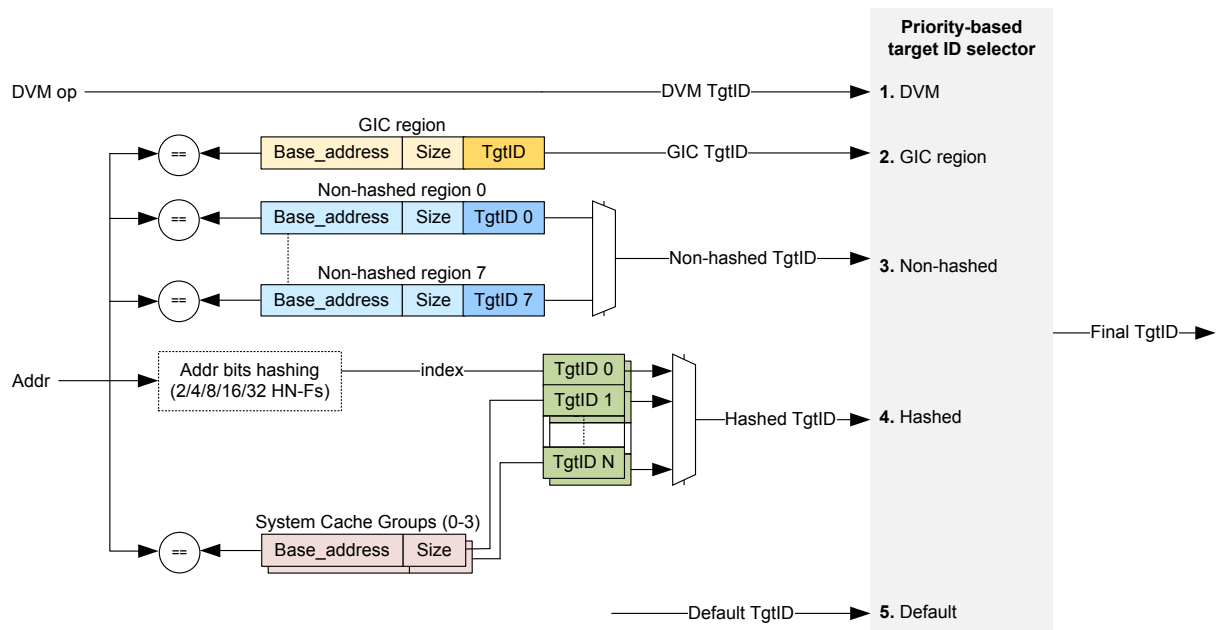 Priority-based
target ID selector
DVM op
DVM TgtID
1. DVM
GIC region
==
Base_address
Size
TgtID
GIC TgtID
2. GIC region
Non-hashed region 0
==
Base_address
Size
TgtID 0
Non-hashed TgtID
3. Non-hashed
Non-hashed region 7
==
Base_address
Size
TgtID 7
Final TgtID
Addr
Addr bits hashing
(2/4/8/16/32 HN-Fs)
index
TgtID 0
TgtID 1
TgtID N
Hashed TgtID
4. Hashed
System Cache Groups (0-3)
==
Base_address
Size
Default TgtID
5. Default